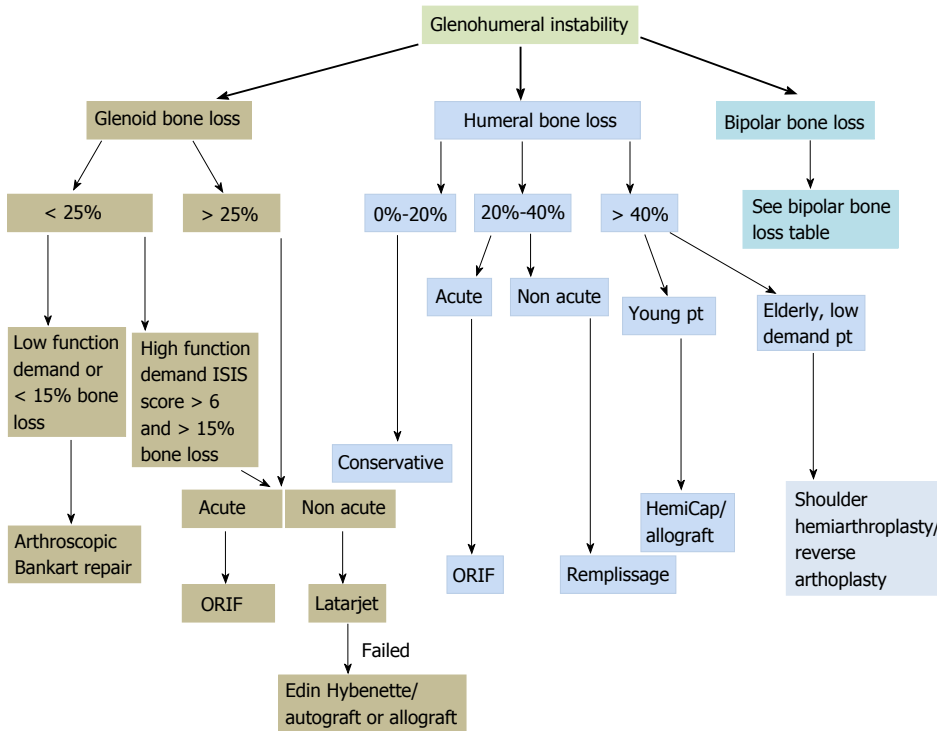 Glenohumeral instability
Glenoid bone loss
Humeral bone loss
Bipolar bone loss
< 25%
> 25%
0%-20%
20%-40%
> 40%
See bipolar bone
loss table
Acute
Non acute
Young pt
Elderly, low
demand pt
Low function
demand or
< 15% bone
loss
High function
demand ISIS
score > 6
and > 15%
bone loss
Conservative
Acute
Non acute
HemiCap/
allograft
Shoulder
hemiarthroplasty/
reverse
arthoplasty
Arthroscopic
Bankart repair
ORIF
Latarjet
ORIF
Remplissage
Failed
Edin Hybenette/
autograft or allograft